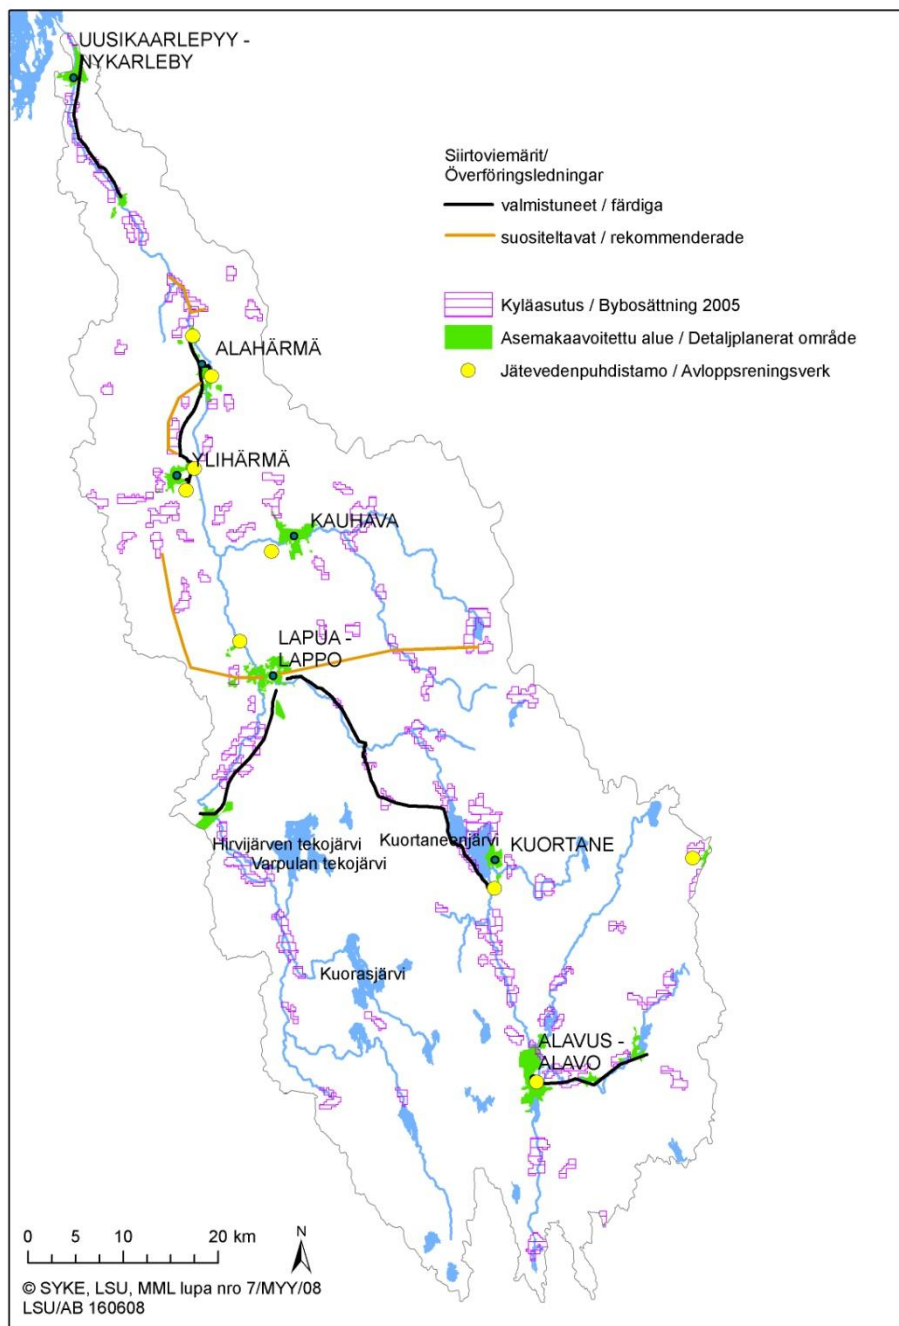 UUSIKAARLEPYY -
NYKARLEBY
Siirtoviemärit/
Överföringsledningar
valmistuneet / färdiga
suositeltavat / rekommenderade
Kyläasutus / Bybosättning 2005
Asemakaavoitettu alue / Detaljplanerat område
Jätevedenpuhdistamo / Avloppsreningsverk
ALAHÄRMÄ
YLIHÄRMÄ
KAUHAVA
LAPUA -
LAPPO
Hirvijärven tekojärvi
Varpulan tekojärvi
Kuortaneenjärvi
KUORTANE
Kuorasjärvi
ALAVUS -
ALAVO
0 5 10 20 km
N
© SYKE, LSU, MML lupa nro 7/MYY/08
LSU/AB 160608